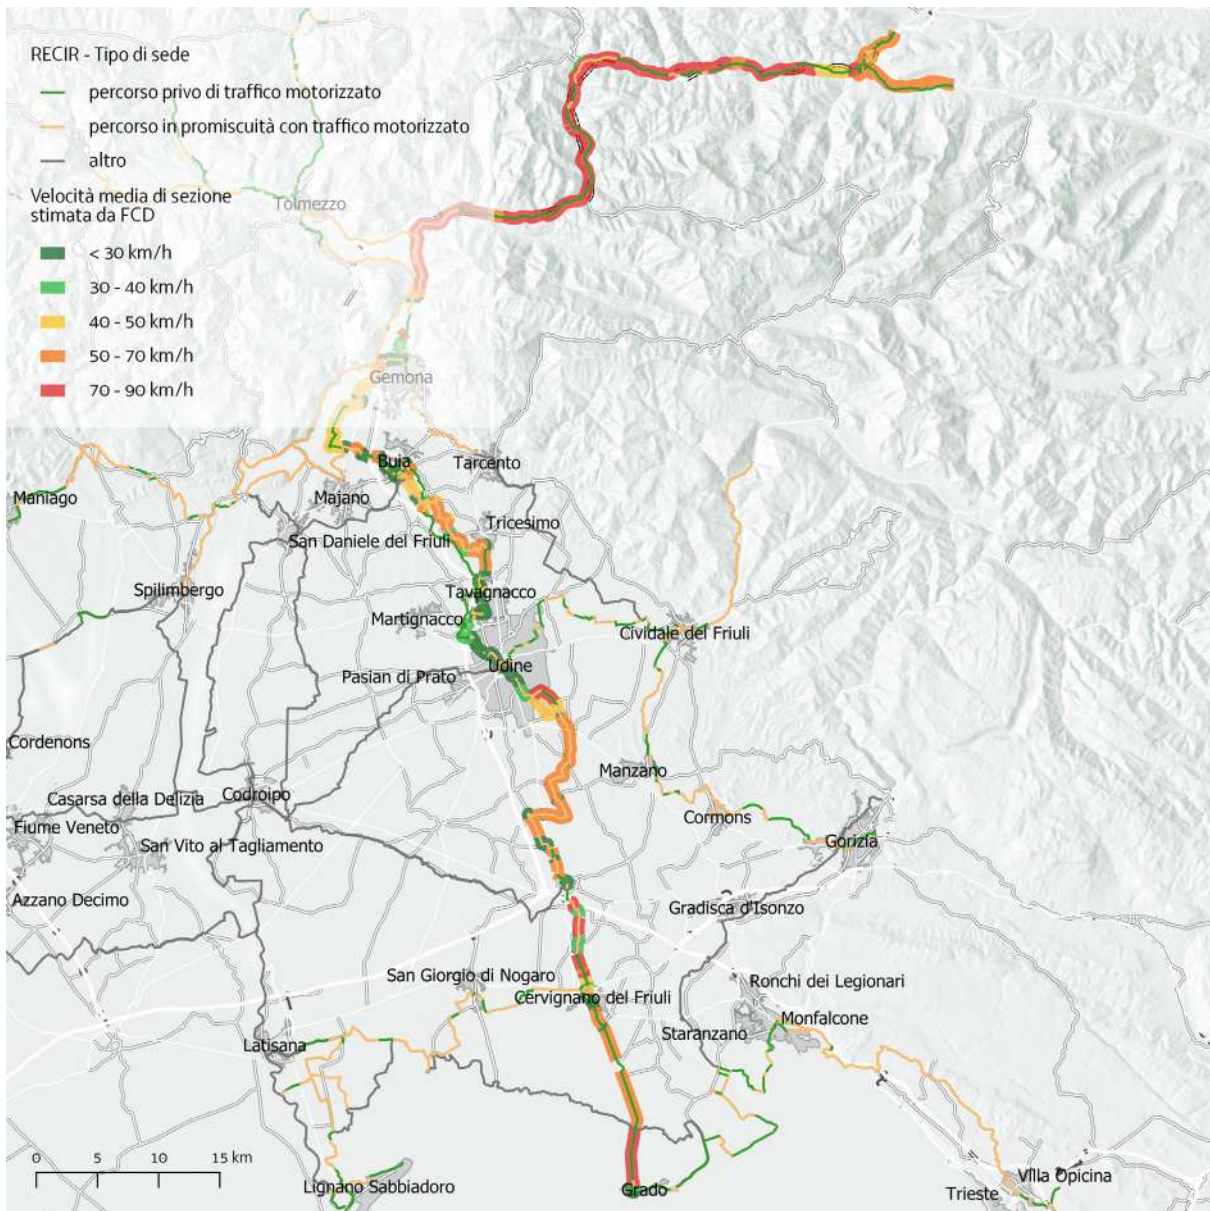 RECIR - Tipo di sede
percorso privo di traffico motorizzato
percorso in promiscuità con traffico motorizzato
altro
Velocità media di sezione
stimata da FCD
< 30 km/h
30 - 40 km/h
40 - 50 km/h
50 - 70 km/h
70 - 90 km/h
Tolmezzo
Gemona
Buia
Tarcento
Maniago
Majano
Tricesimo
San Daniele del Friuli
Spilimbergo
Tavagnacco
Martignacco
Cividale del Friuli
Udine
Pasian di Prato
Cordenons
Manzano
Casarsa della Delizia
Codroipo
Cormons
Fiume Veneto
San Vito al Tagliamento
Gorizia
Azzano Decimo
Gradisca d'Isonzo
San Giorgio di Nogaro
Ronchi dei Legionari
Cervignano del Friuli
Monfalcone
Staranzano
Latisana
0 5 10 15 km
Lignano Sabbiadoro
Grado
Villa Opicina
Trieste